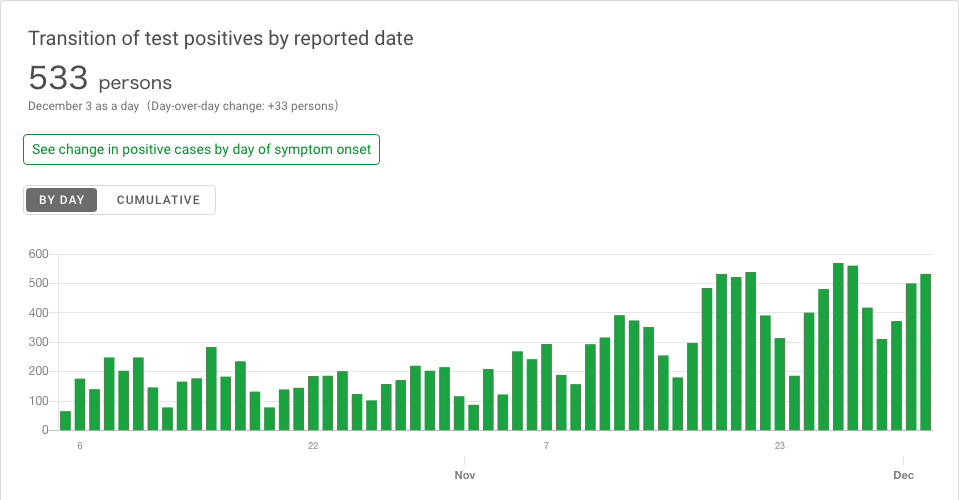 Transition of test positives by reported date
533 persons
December 3 as a day（Day-over-day change: +33 persons）
See change in positive cases by day of symptom onset
BY DAY CUMULATIVE
600
500
400
300
200
100
0
6 22 7 23
Nov Dec